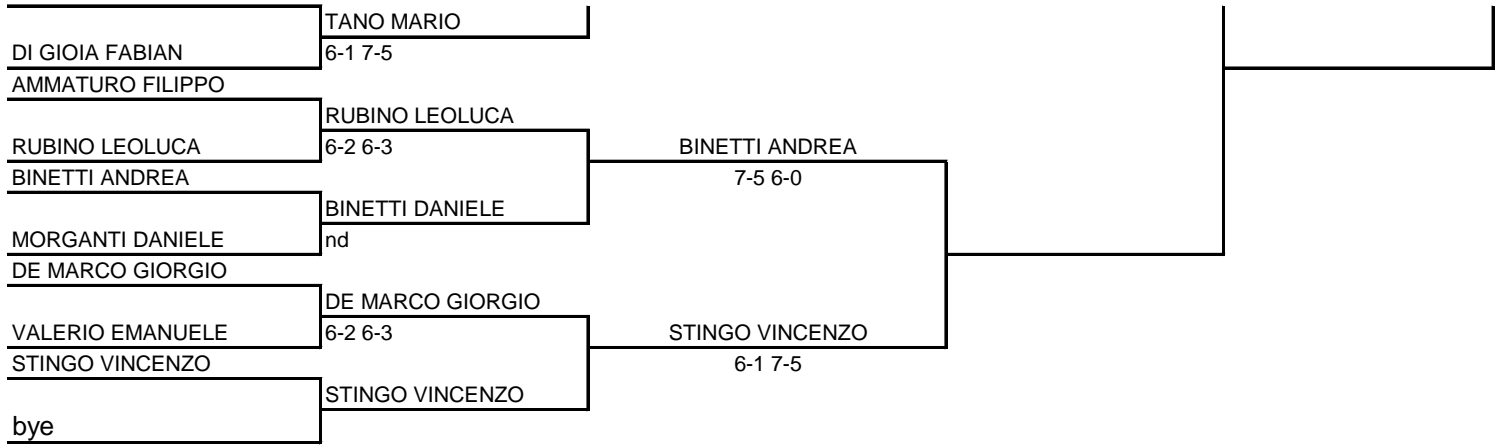 TANO MARIO
DI GIOIA FABIAN
6-1 7-5
AMMATURO FILIPPO
RUBINO LEOLUCA
RUBINO LEOLUCA
6-2 6-3
BINETTI ANDREA
BINETTI ANDREA
7-5 6-0
BINETTI DANIELE
MORGANTI DANIELE
nd
DE MARCO GIORGIO
DE MARCO GIORGIO
VALERIO EMANUELE
6-2 6-3
STINGO VINCENZO
STINGO VINCENZO
6-1 7-5
STINGO VINCENZO
bye